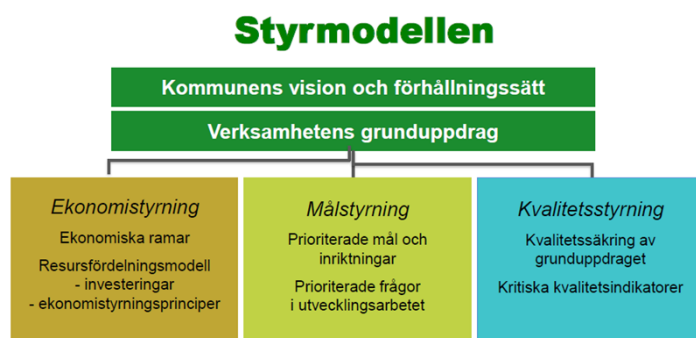 Styrmodellen
Kommunens vision och förhållningssätt
Verksamhetens grunduppdrag
Ekonomistyrning
Ekonomiska ramar
Resursfördelningsmodell
- investeringar
- ekonomistyrningsprinciper
Målstyrning
Prioriterade mål och
inriktningar
Prioriterade frågor
i utvecklingsarbetet
Kvalitetsstyrning
Kvalitetssäkring av
grunduppdraget
Kritiska kvalitetsindikatorer